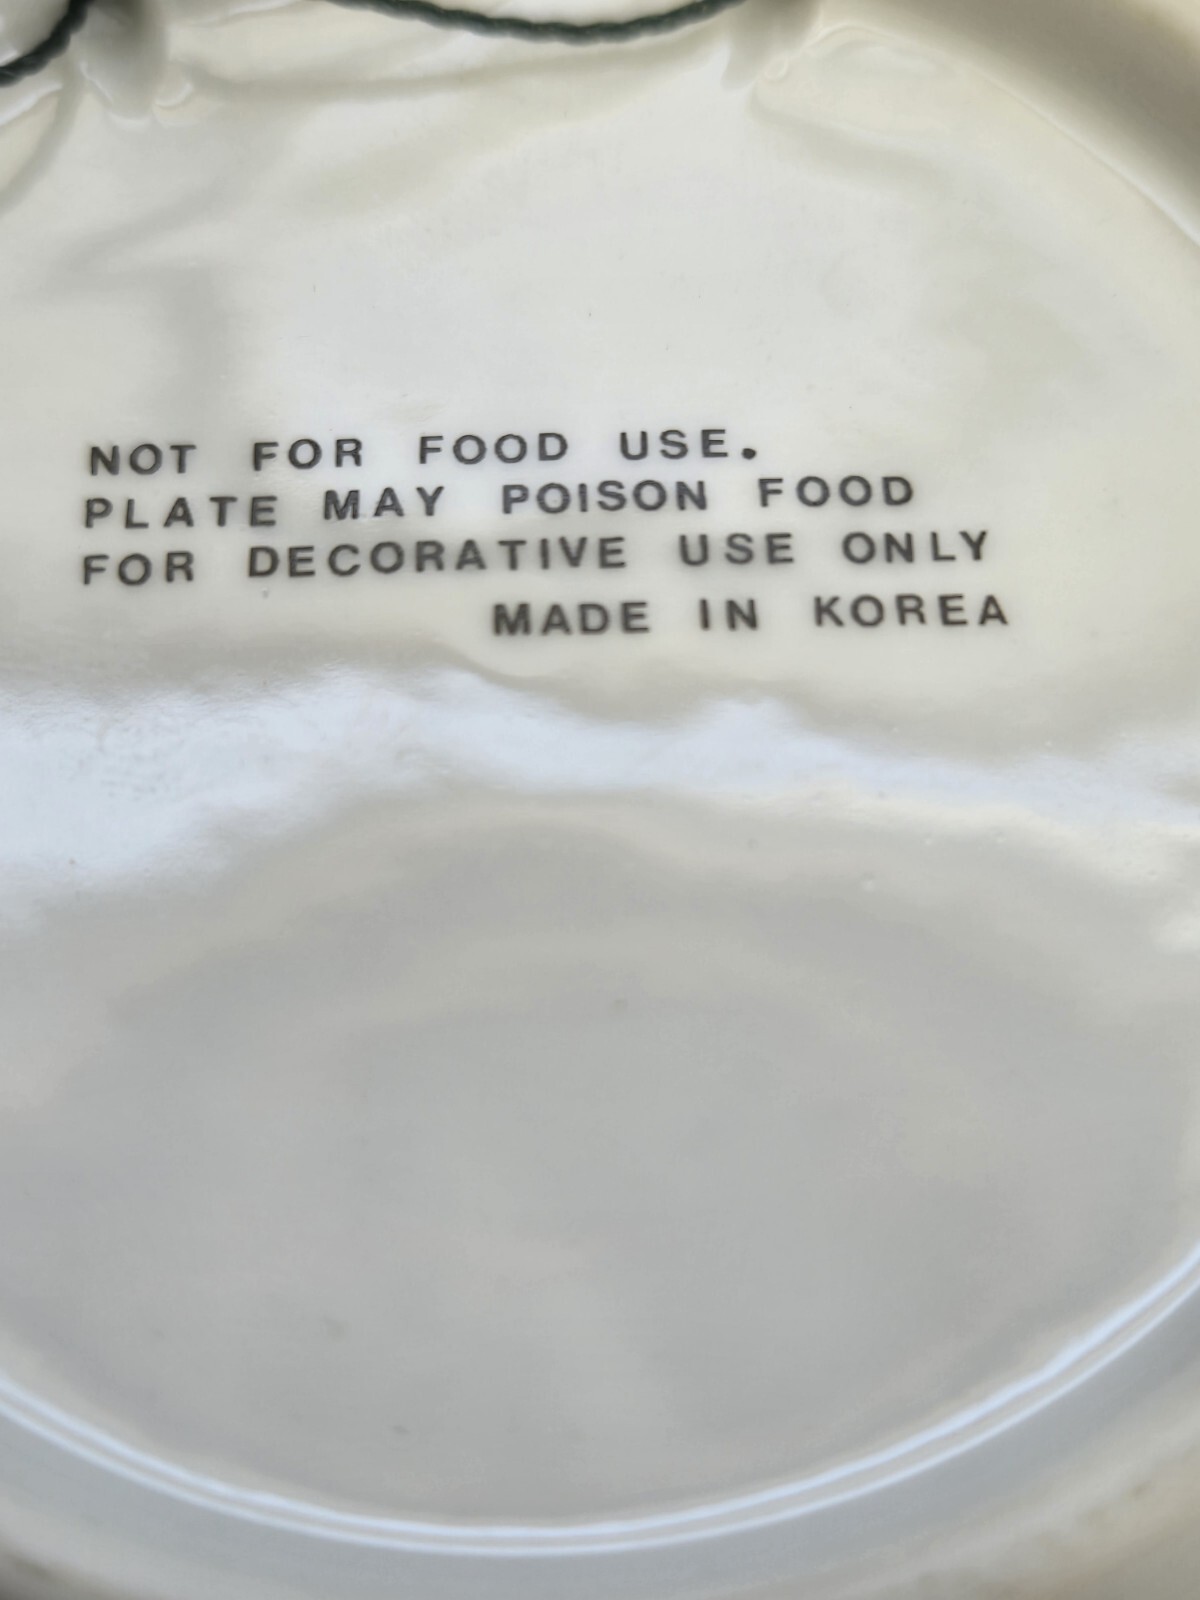 NOT FOR FOOD USE.
PLATE MAY POISON FOOD
FOR DECORATIVE USE ONLY
MADE IN KOREA